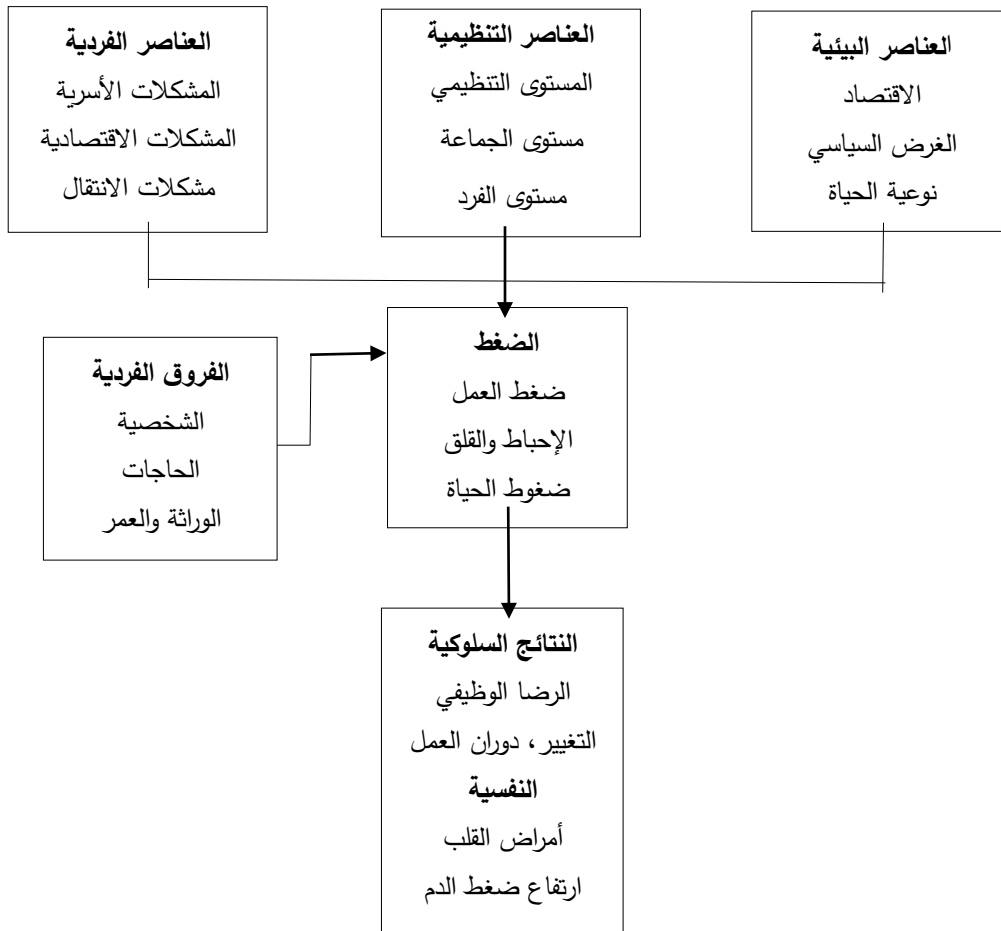 العناصر البيئية
الاقتصاد
الغرض السياسي
نوعية الحياة
العناصر التنظيمية
المستوى التنظيمي
مستوى الجماعة
مستوى الفرد
العناصر الفردية
المشكلات الأسرية
المشكلات الاقتصادية
مشكلات الانتقال
الضغط
ضغط العمل
الإحباط والقلق
ضغوط الحياة
الفروق الفردية
الشخصية
الحاجات
الوراثة والعمر
النتائج السلوكية
الرضا الوظيفي
التغيير، دوران العمل
النفسية
أمراض القلب
ارتفاع ضغط الدم